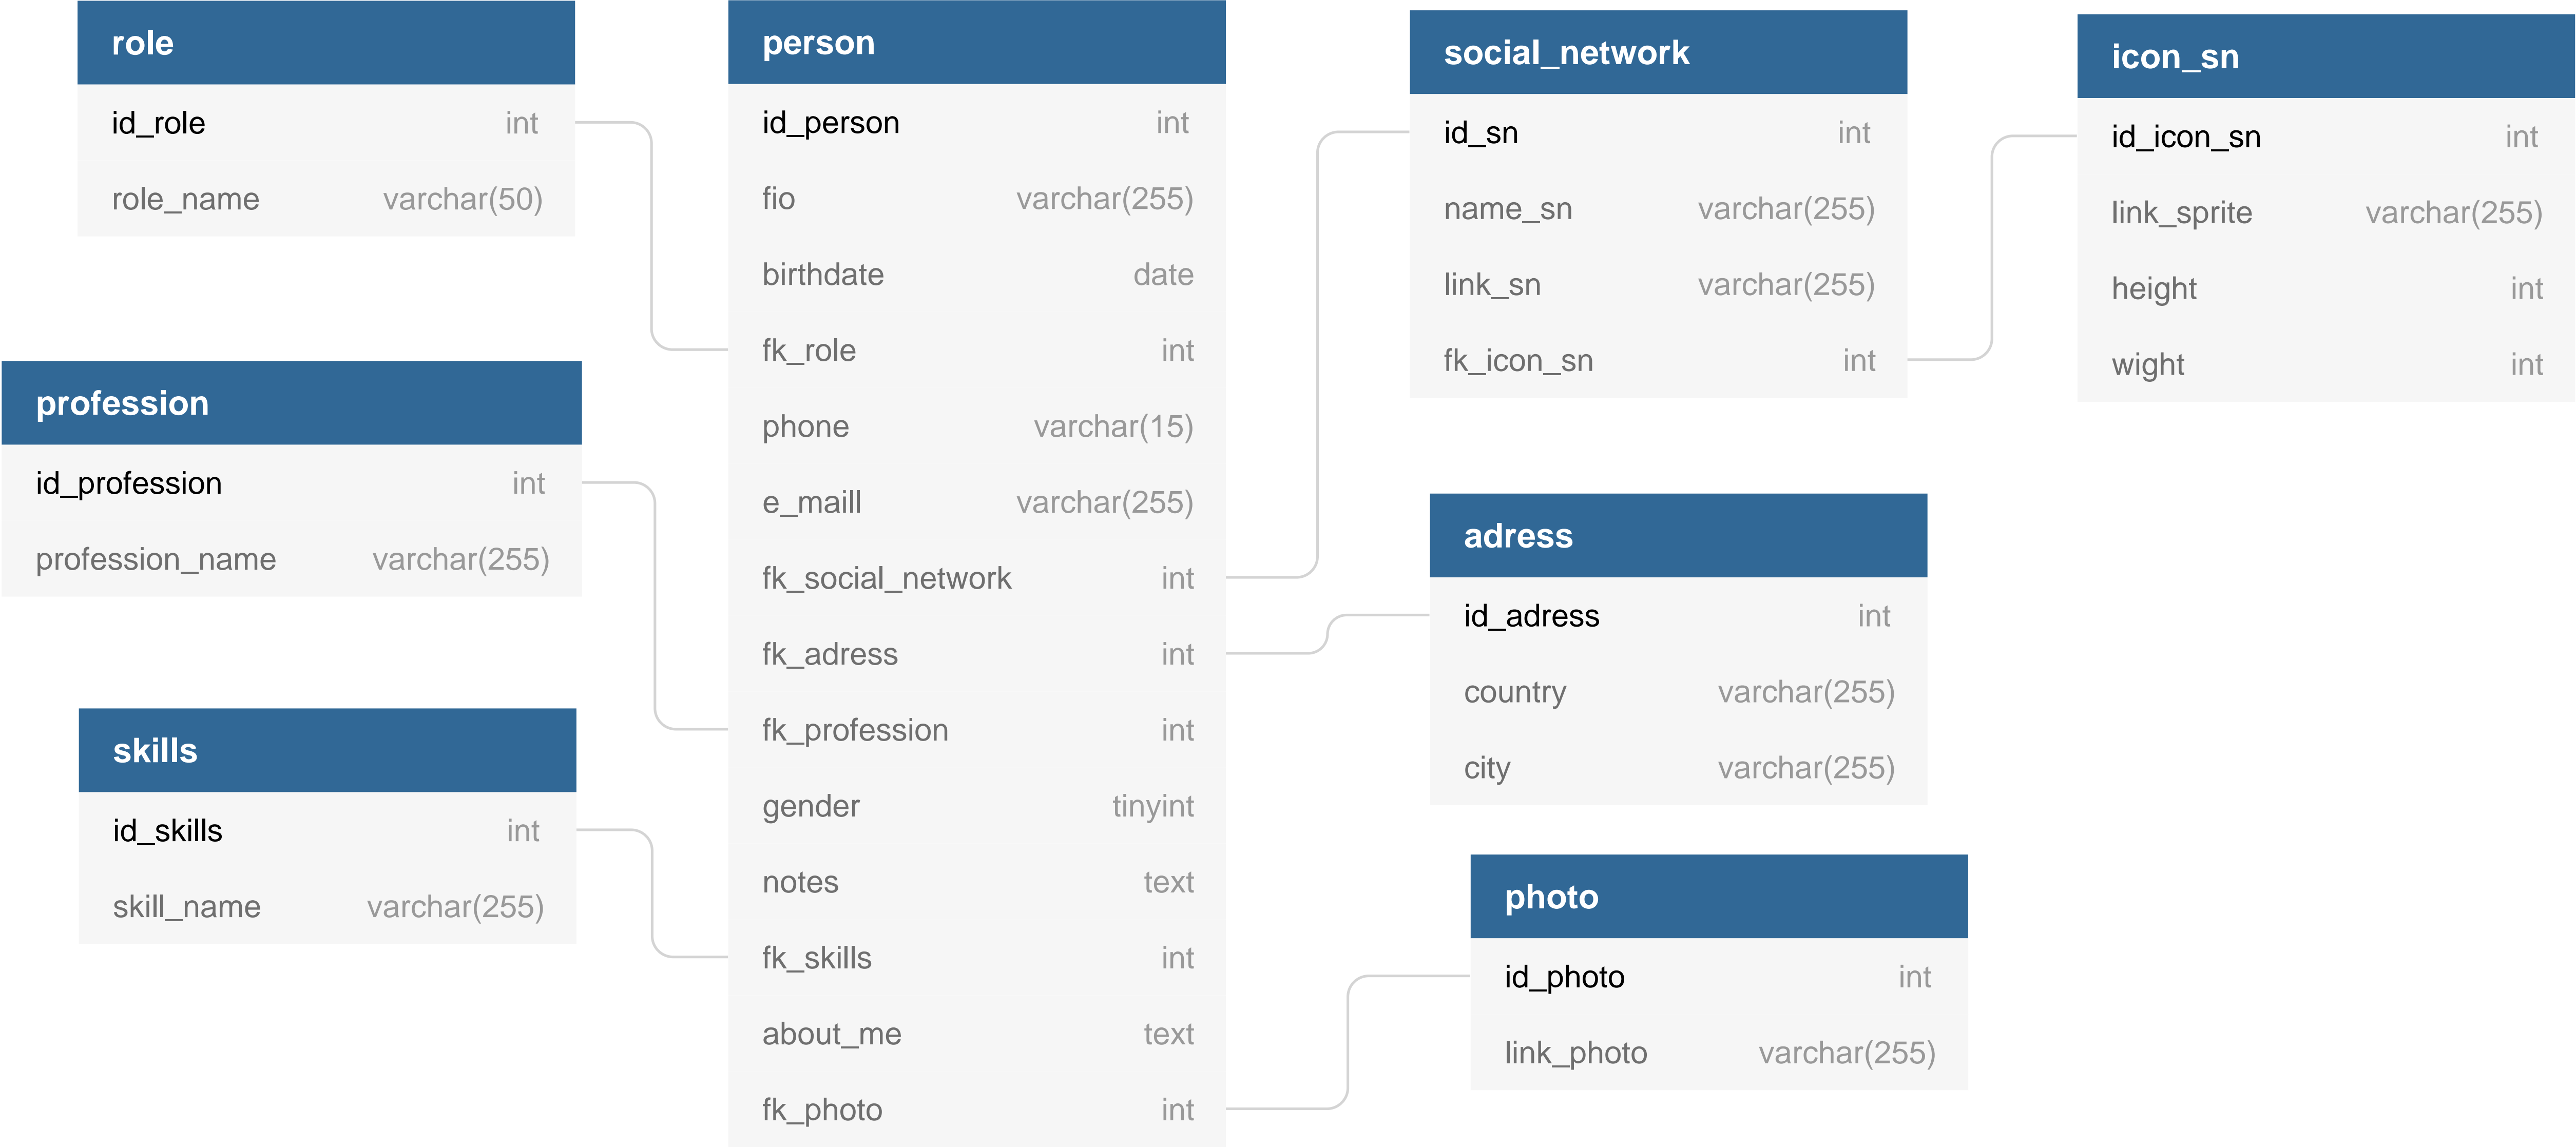 role
id_role int
role_name varchar(50)
profession
id_profession int
profession_name varchar(255)
skills
id_skills int
skill_name varchar(255)
person
id_person int
fio varchar(255)
birthdate date
fk_role int
phone varchar(15)
e_maill varchar(255)
fk_social_network int
fk_adress int
fk_profession int
gender tinyint
notes text
fk_skills int
about_me text
fk_photo int
social_network
id_sn int
name_sn varchar(255)
link_sn varchar(255)
fk_icon_sn int
adress
id_adress int
country varchar(255)
city varchar(255)
photo
id_photo int
link_photo varchar(255)
icon_sn
id_icon_sn int
link_sprite varchar(255)
height int
wight int